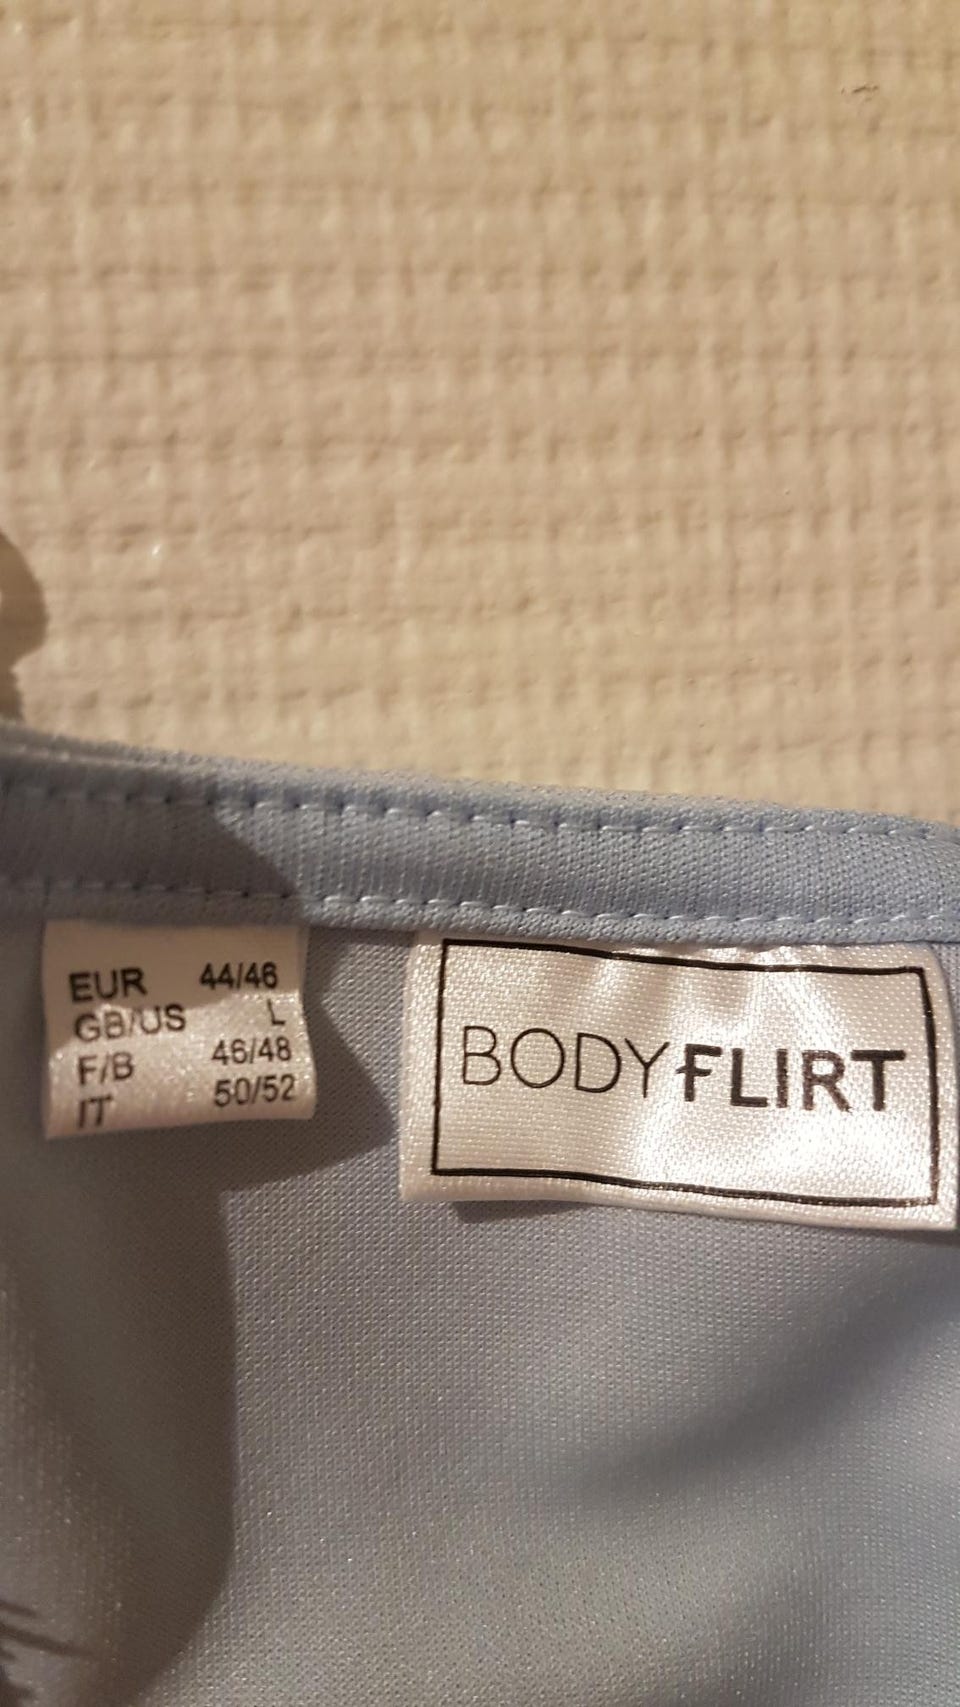 EUR 44/46
GB/US L
F/B 46/48
IT 50/52
BODYFLIRT